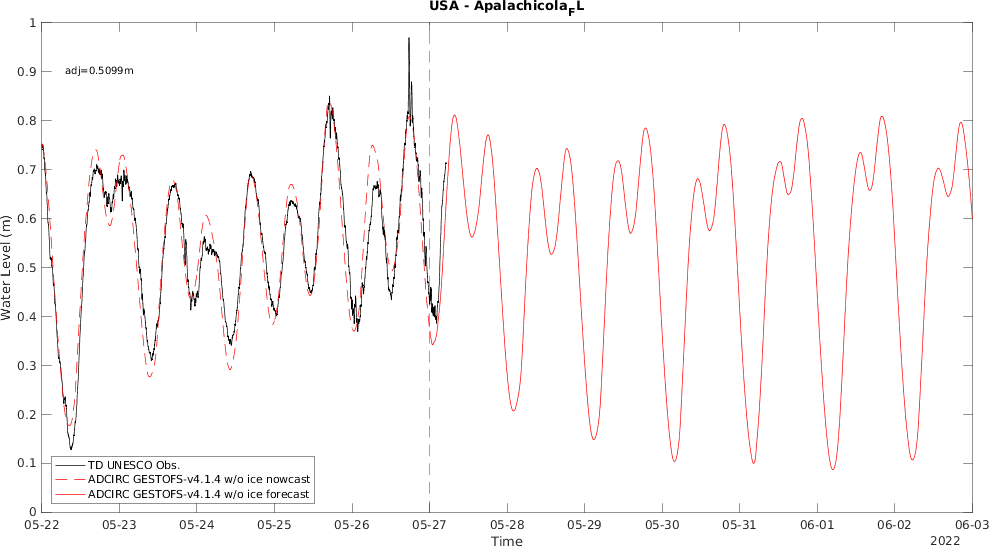 USA - Apalachicola_FL
1
0.9
0.8
0.7
0.6
0.5
0.4
0.3
0.2
0.1
0
Water Level (m)
adj=0.5099m
TD UNESCO Obs.
ADCIRC GESTOFS-v4.1.4 w/o ice nowcast
ADCIRC GESTOFS-v4.1.4 w/o ice forecast
05-22 05-23 05-24 05-25 05-26 05-27 05-28 05-29 05-30 05-31 06-01 06-02 06-03
Time
2022